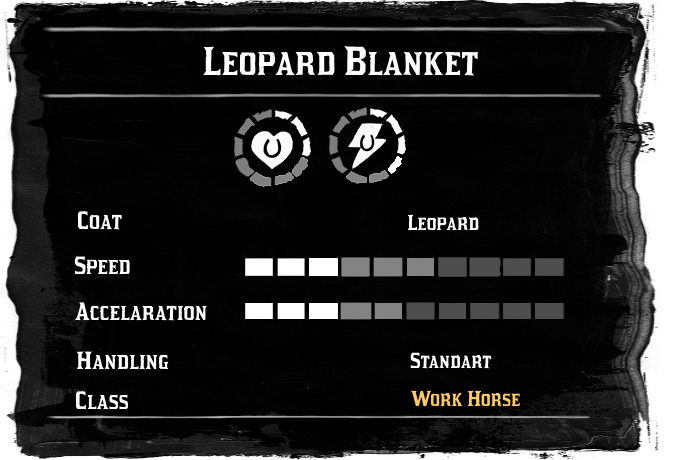 Leopard Blanket
Coat Leopard
Speed
Accelaration
Handling Standart
Class Work Horse